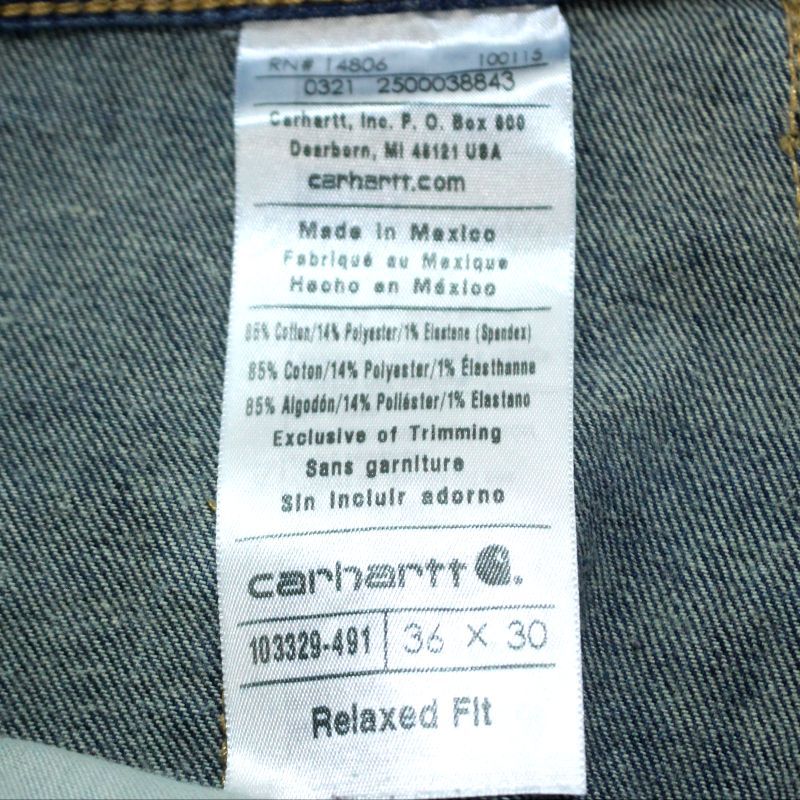 RN# 14806 100115
0321 2500038843
Carhartt, Inc. P. O. Box 600
Dearborn, MI 48121 USA
carhartt.com
Made in Mexico
Fabriqué au Mexique
Hecho en México
85% Cotton/14% Polyester/1% Elastane (Spandex)
85% Coton/14% Polyester/1% Élasthanne
85% Algodón/14% Poliéster/1% Elastano
Exclusive of Trimming
Sans garniture
Sin incluir adorno
carhartt
103329-491 36 X 30
Relaxed Fit